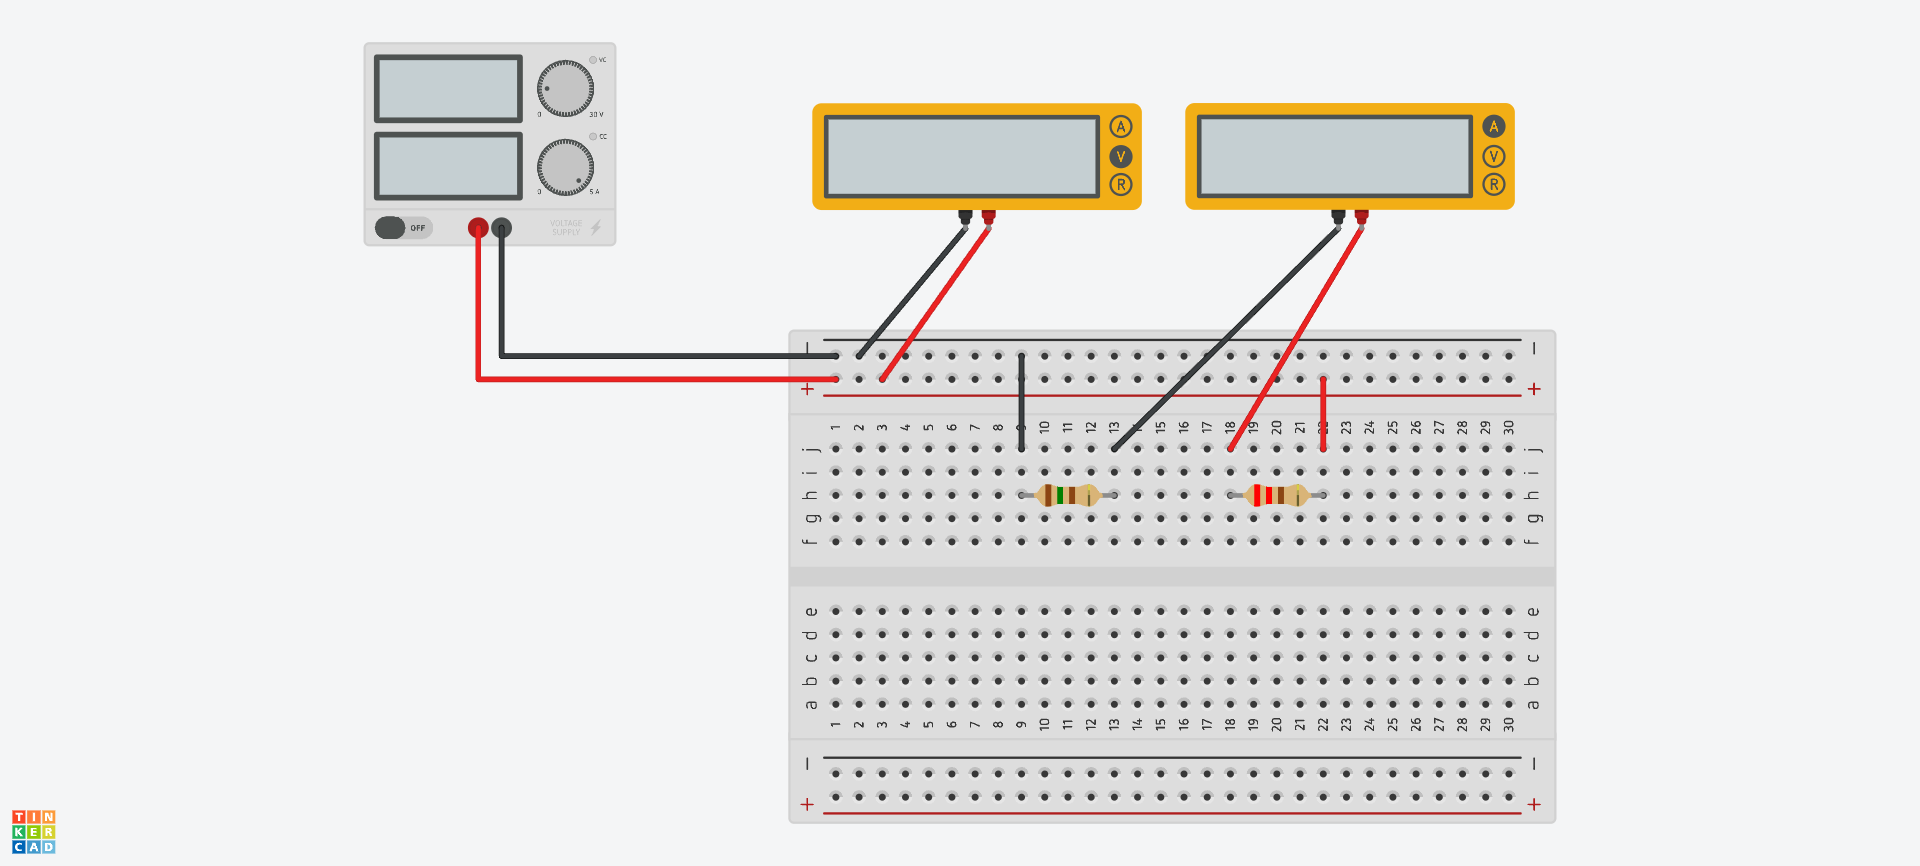 VC
0 30 V
CC
0 5 A
OFF
VOLTAGE
SUPPLY
A
V
R
A
V
R
− −
+ +
1 2 3 4 5 6 7 8 9 10 11 12 13 14 15 16 17 18 19 20 21 22 23 24 25 26 27 28 29 30
j j
i i
h h
g g
f f
e e
d d
c c
b b
a a
1 2 3 4 5 6 7 8 9 10 11 12 13 14 15 16 17 18 19 20 21 22 23 24 25 26 27 28 29 30
− −
+ +
TIN
KER
CAD